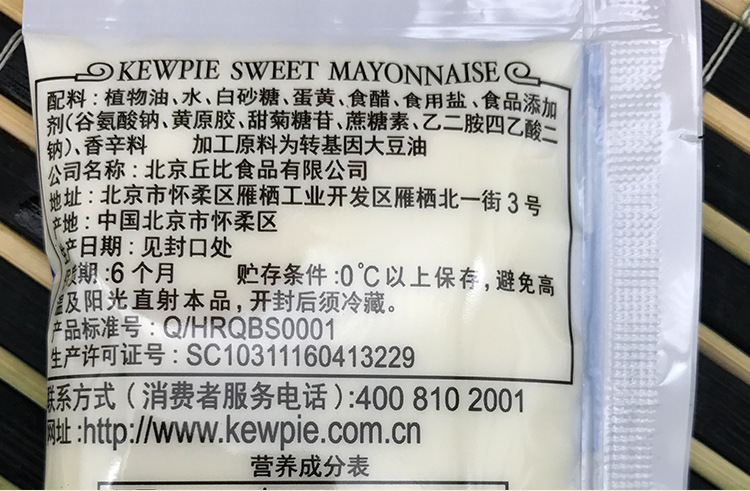 KEWPIE SWEET MAYONNAISE
配料：植物油、水、白砂糖、蛋黄、食醋、食用盐、食品添加
剂(谷氨酸钠、黄原胶、甜菊糖苷、蔗糖素、乙二胺四乙酸二
钠)、香辛料 加工原料为转基因大豆油
公司名称：北京丘比食品有限公司
地址：北京市怀柔区雁栖工业开发区雁栖北一街3号
产地：中国北京市怀柔区
生产日期：见封口处
质期:6个月 贮存条件:0℃以上保存,避免高
温及阳光直射本品,开封后须冷藏。
产品标准号：Q/HRQBS0001
生产许可证号：SC10311160413229
联系方式（消费者服务电话）:400 810 2001
网址:http://www.kewpie.com.cn
营养成分表